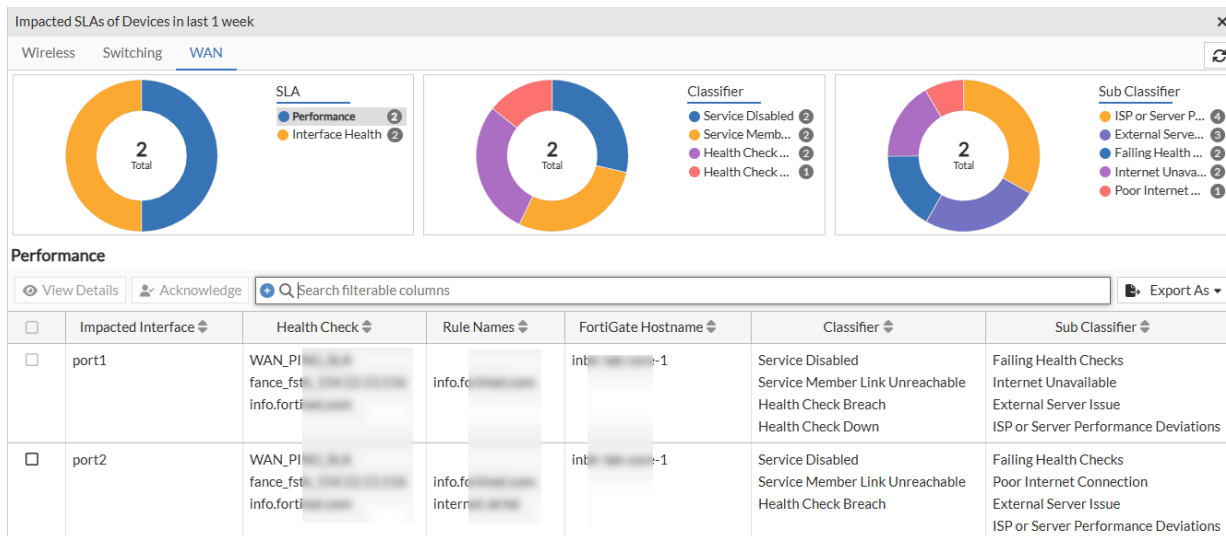 Impacted SLAs of Devices in last 1 week
Wireless Switching WAN
2
Total
SLA
Performance 2
Interface Health 2
2
Total
Classifier
Service Disabled 2
Service Memb... 2
Health Check ... 2
Health Check ... 1
2
Total
Sub Classifier
ISP or Server P... 4
External Serve... 3
Failing Health ... 2
Internet Unava... 2
Poor Internet ... 1
Performance
View Details Acknowledge Search filterable columns Export As
Impacted Interface Health Check Rule Names FortiGate Hostname Classifier Sub Classifier
port1 WAN_PI -1 Service Disabled Failing Health Checks
fance_fst Service Member Link Unreachable Internet Unavailable
Health Check Breach External Server Issue
Health Check Down ISP or Server Performance Deviations
port2 WAN_PI -1 Service Disabled Failing Health Checks
fance_fst Service Member Link Unreachable Poor Internet Connection
Health Check Breach External Server Issue
ISP or Server Performance Deviations